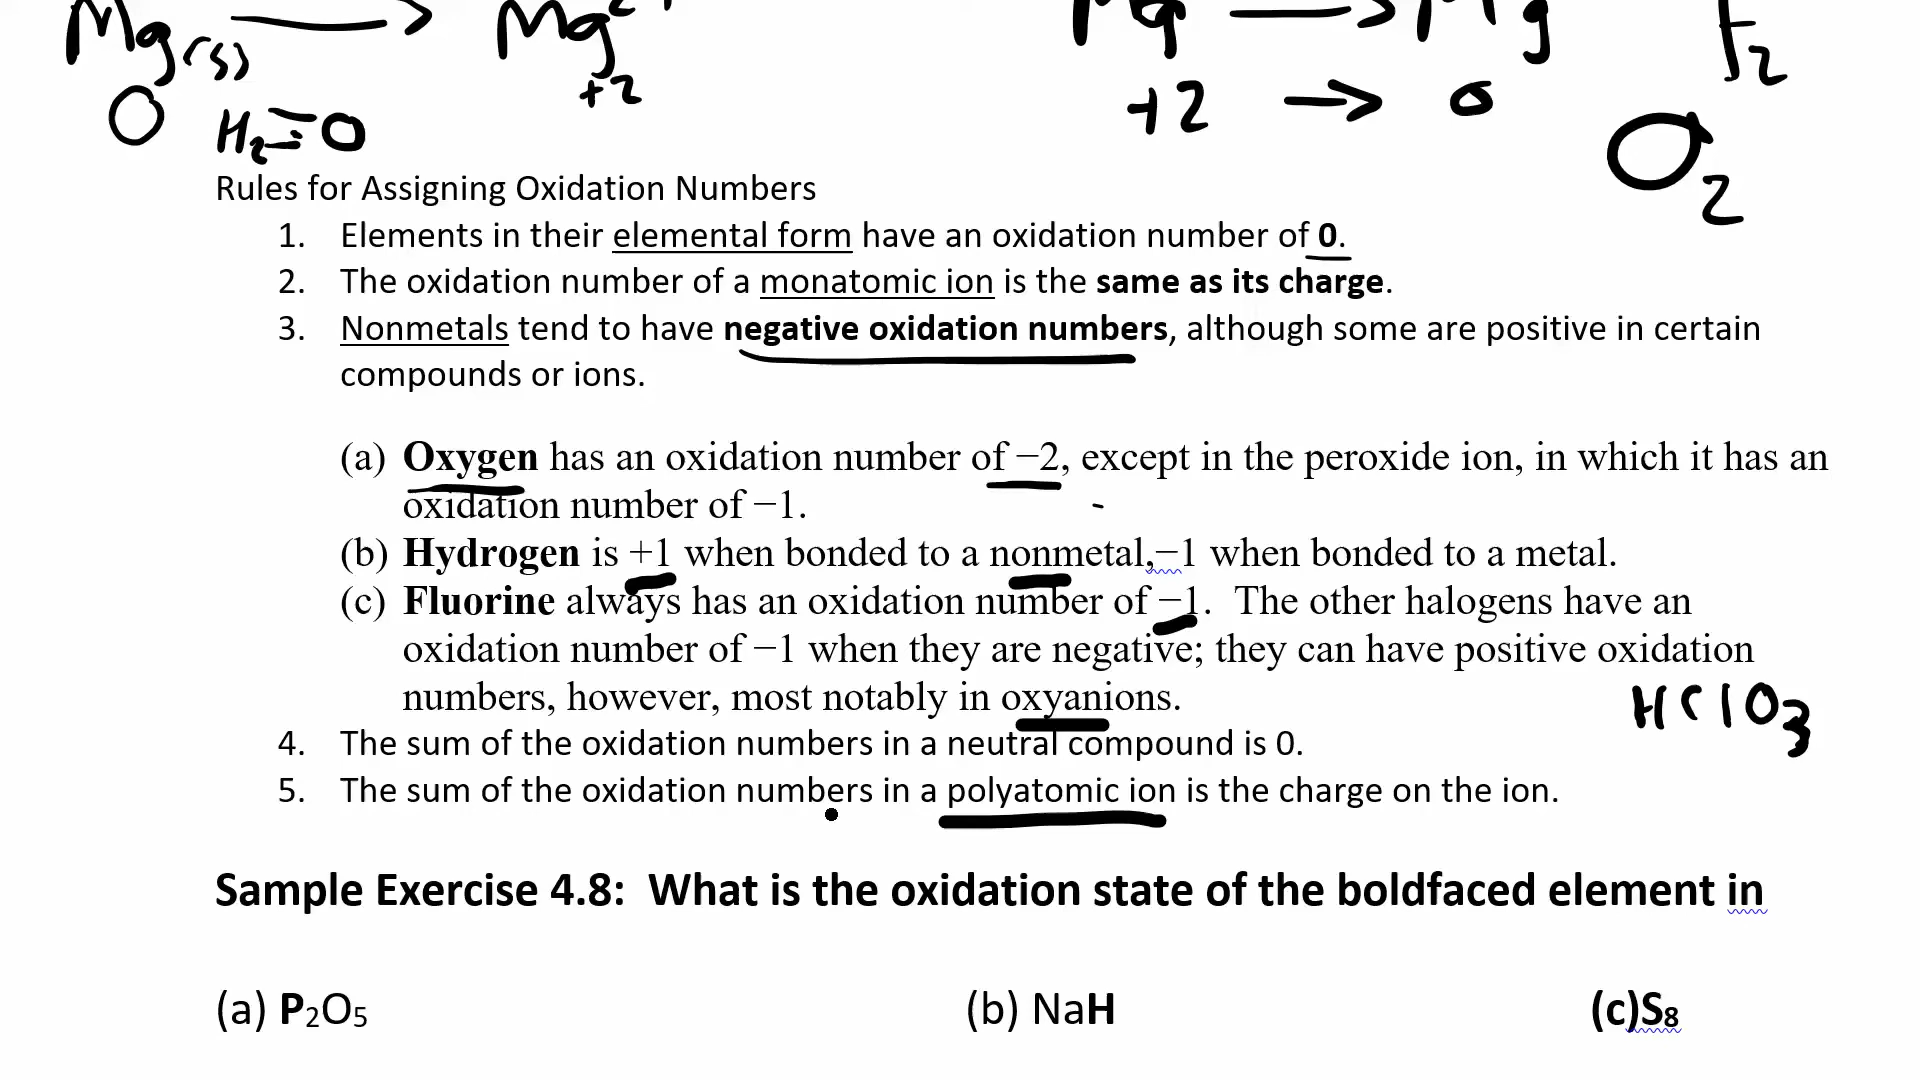 Mg(s) → Mg²⁺
Mg → Mg
F₂
+2
+2 → 0
O
H₂ = O
O₂
Rules for Assigning Oxidation Numbers
1. Elements in their elemental form have an oxidation number of 0.
2. The oxidation number of a monatomic ion is the same as its charge.
3. Nonmetals tend to have negative oxidation numbers, although some are positive in certain
compounds or ions.
(a) Oxygen has an oxidation number of −2, except in the peroxide ion, in which it has an
oxidation number of −1.
(b) Hydrogen is +1 when bonded to a nonmetal,−1 when bonded to a metal.
(c) Fluorine always has an oxidation number of −1. The other halogens have an
oxidation number of −1 when they are negative; they can have positive oxidation
numbers, however, most notably in oxyanions.
HClO₃
4. The sum of the oxidation numbers in a neutral compound is 0.
5. The sum of the oxidation numbers in a polyatomic ion is the charge on the ion.
Sample Exercise 4.8: What is the oxidation state of the boldfaced element in
(a) P₂O₅ (b) NaH (c)S₈